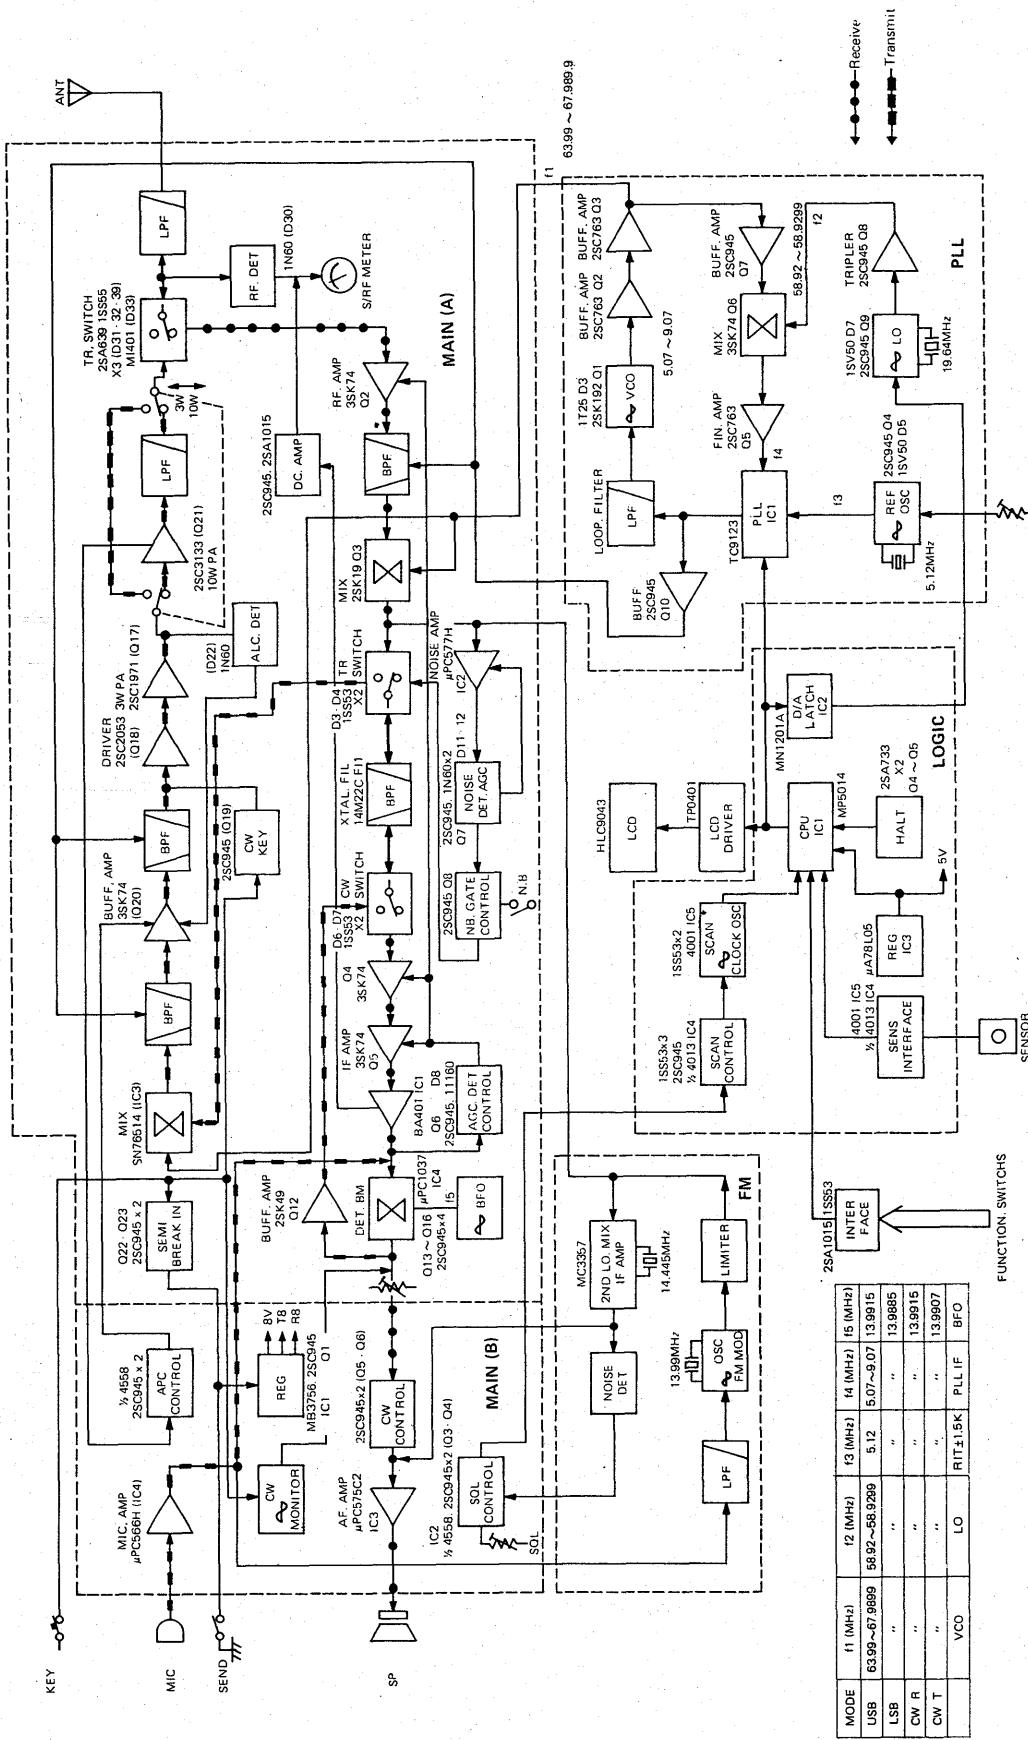 ANT
LPF
TR. SWITCH
2SA639 1SS55
X3 (D31 · 32 · 39)
MI401 (D33)
RF. DET
1N60 (D30)
S/RF METER
3W
10W
LPF
2SC3133 (Q21)
10W PA
2SC945. 2SA1015
DC. AMP
RF. AMP
3SK74
Q2
MAIN (A)
BPF
MIX
2SK19 Q3
(D22)
1N60
ALC. DET
3W PA
2SC1971 (Q17)
DRIVER
2SC2053
(Q18)
TR
SWITCH
D3 · D4
1SS53
X2
NOISE AMP
μPC577H
IC2
XTAL. FIL
14M22C FI1
BPF
D11 · 12
2SC945. 1N60x2
Q7
NOISE
DET. AGC
BPF
2SC945 (Q19)
CW
KEY
BUFF. AMP
3SK74
(Q20)
CW
SWITCH
D6 · D7
1SS53
X2
2SC945 Q8
NB. GATE
CONTROL
N.B
Q4
3SK74
BPF
IF AMP
3SK74
Q5
MIX
SN76514 (IC3)
BA401 IC1
Q6
D8
2SC945. 11160
AGC. DET
CONTROL
Q22 · Q23
2SC945 x 2
SEMI
BREAK IN
BUFF. AMP
2SK49
Q12
DET. BM
μPC1037
IC4
Q13 ~ Q16
2SC945x4
f5
BFO
½ 4558
2SC945 x 2
APC
CONTROL
REG
8V
T8
R8
MB3756. 2SC945
IC1
Q1
2SC945x2 (Q5 · Q6)
CW
CONTROL
MAIN (B)
MIC. AMP
μPC566H (IC4)
CW
MONITOR
AF. AMP
μPC575C2
IC3
IC2
½ 4558. 2SC945x2 (Q3 · Q4)
SQL
CONTROL
SQL
KEY
MIC
SEND
SP
63.99 ~ 67.989.9
f1
Receive
Transmit
BUFF. AMP
2SC763 Q3
BUFF. AMP
2SC763 Q2
1T25 D3
2SK192 Q1
VCO
5.07 ~ 9.07
LOOP. FILTER
LPF
BUFF
2SC945
Q10
BUFF. AMP
2SC945
Q7
MIX
3SK74 Q6
58.92 ~ 58.9299
f2
FIN. AMP
2SC763
Q5
f4
PLL
IC1
TC9123
TRIPLER
2SC945 Q8
1SV50 D7
2SC945 Q9
LO
19.64MHz
PLL
2SC945 Q4
1SV50 D5
REF
OSC
f3
5.12MHz
MN1201A
D/A
LATCH
IC2
LOGIC
HLC9043
LCD
TP0401
LCD
DRIVER
CPU
IC1
MP5014
2SA733
X2
Q4 ~ Q5
HALT
5V
μA78L05
REG
IC3
1SS53x2
4001 IC5
SCAN
CLOCK OSC
1SS53x3
2SC945
½ 4013 IC4
SCAN
CONTROL
4001 IC5
½ 4013 IC4
SENS
INTERFACE
SENSOR
2SA1015 1SS53
INTER
FACE
FUNCTION. SWITCHS
FM
MC3357
2ND LO. MIX
IF AMP
14.445MHz
LIMITER
NOISE
DET
13.99MHz
OSC
FM MOD
LPF
MODE f1 (MHz) f2 (MHz) f3 (MHz) f4 (MHz) f5 (MHz)
USB 63.99~67.9899 58.92~58.9299 5.12 5.07~9.07 13.9915
LSB " " " " 13.9885
CW R " " " " 13.9915
CW T " " " " 13.9907
VCO LO RIT±1.5K PLL IF BFO